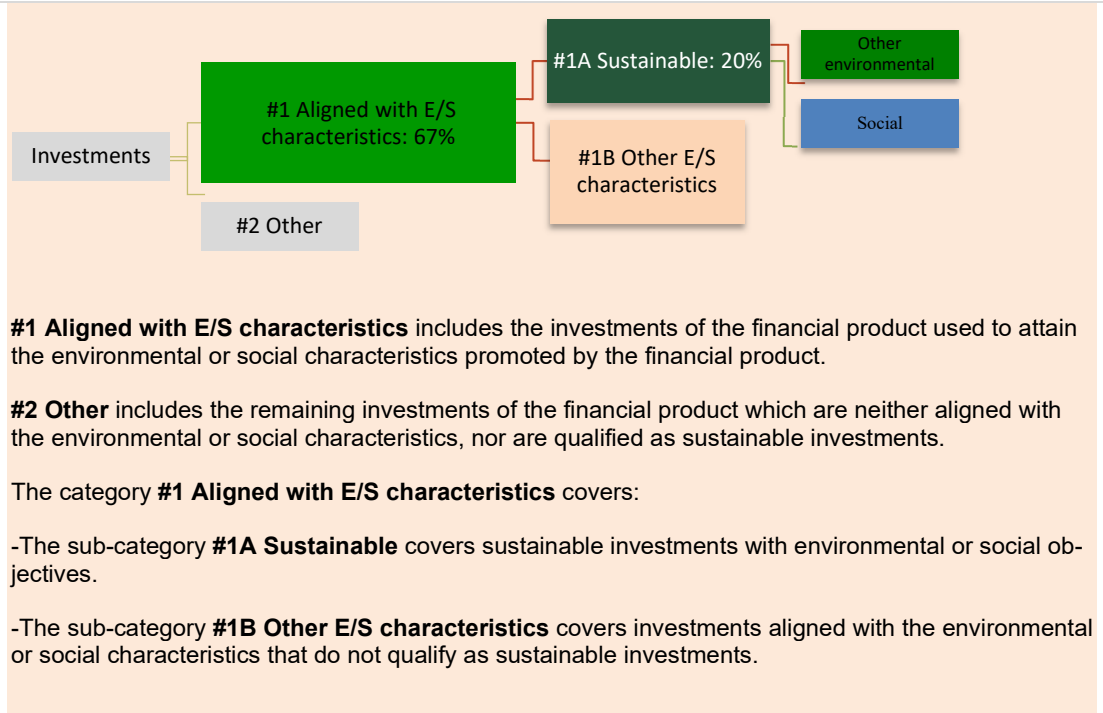 Investments
#1 Aligned with E/S
characteristics: 67%
#2 Other
#1A Sustainable: 20%
#1B Other E/S
characteristics
Other
environmental
Social
#1 Aligned with E/S characteristics includes the investments of the financial product used to attain
the environmental or social characteristics promoted by the financial product.
#2 Other includes the remaining investments of the financial product which are neither aligned with
the environmental or social characteristics, nor are qualified as sustainable investments.
The category #1 Aligned with E/S characteristics covers:
-The sub-category #1A Sustainable covers sustainable investments with environmental or social ob-
jectives.
-The sub-category #1B Other E/S characteristics covers investments aligned with the environmental
or social characteristics that do not qualify as sustainable investments.